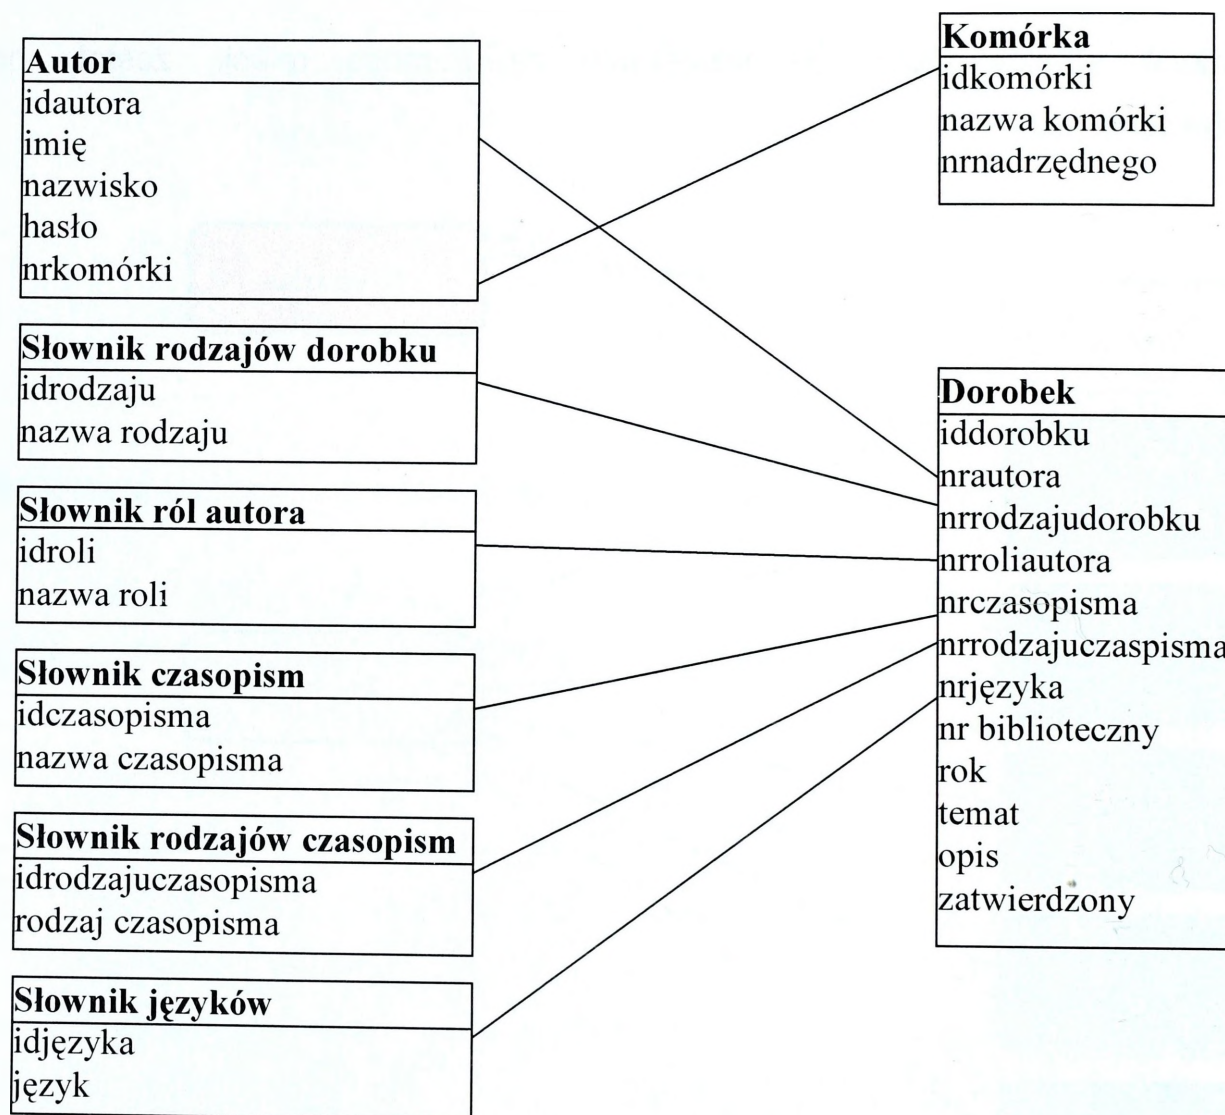 Autor
idautora
imię
nazwisko
hasło
nrkomórki
Słownik rodzajów dorobku
idrodzaju
nazwa rodzaju
Słownik ról autora
idroli
nazwa roli
Słownik czasopism
idczasopisma
nazwa czasopisma
Słownik rodzajów czasopism
idrodzajuczasopisma
rodzaj czasopisma
Słownik języków
idjęzyka
język
Komórka
idkomórki
nazwa komórki
nrnadrzędnego
Dorobek
iddorobku
nrautora
nrrodzajudorobku
nrroliautora
nrczasopisma
nrrodzajuczaspisma
nrjęzyka
nr biblioteczny
rok
temat
opis
zatwierdzony